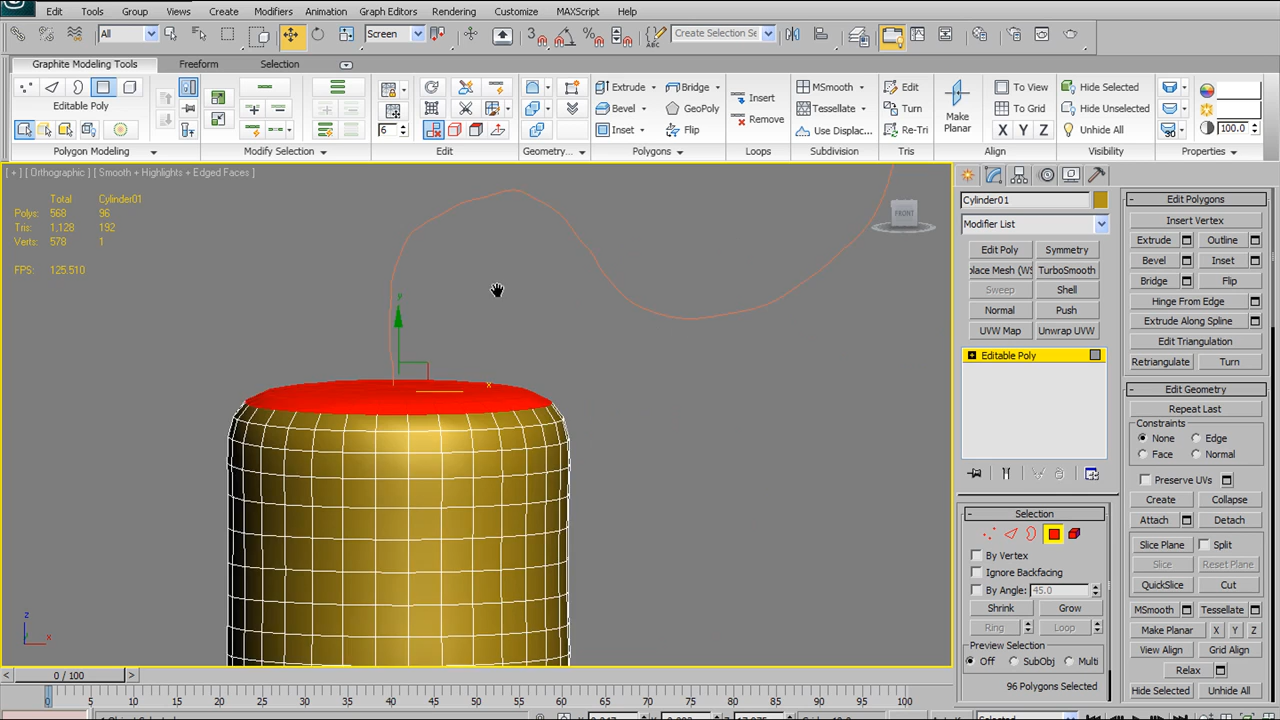 Edit Tools Group Views Create Modifiers Animation Graph Editors Rendering Customize MAXScript Help
All Screen Create Selection Se
Graphite Modeling Tools Freeform Selection
Editable Poly
Polygon Modeling
Modify Selection
6
Edit
Geometry...
Extrude Bridge
Bevel GeoPoly
Inset Flip
Polygons
Insert
Remove
Loops
MSmooth
Tessellate
Use Displac...
Subdivision
Edit
Turn
Re-Tri
Tris
Make Planar
To View
To Grid
X Y Z
Align
Hide Selected
Hide Unselected
Unhide All
Visibility
30
100.0
Properties
[ + ] [ Orthographic ] [ Smooth + Highlights + Edged Faces ]
Total Cylinder01
Polys: 568 96
Tris: 1,128 192
Verts: 578 1
FPS: 125.510
FRONT
y
x
z
x
Cylinder01
Modifier List
Edit Poly Symmetry
place Mesh (WS TurboSmooth
Sweep Shell
Normal Push
UVW Map Unwrap UVW
Editable Poly
Selection
By Vertex
Ignore Backfacing
By Angle: 45.0
Shrink Grow
Ring Loop
Preview Selection
Off SubObj Multi
96 Polygons Selected
Edit Polygons
Insert Vertex
Extrude Outline
Bevel Inset
Bridge Flip
Hinge From Edge
Extrude Along Spline
Edit Triangulation
Retriangulate Turn
Edit Geometry
Repeat Last
Constraints
None Edge
Face Normal
Preserve UVs
Create Collapse
Attach Detach
Slice Plane Split
Slice Reset Plane
QuickSlice Cut
MSmooth Tessellate
Make Planar X Y Z
View Align Grid Align
Relax
Hide Selected Unhide All
0 / 100
0 5 10 15 20 25 30 35 40 45 50 55 60 65 70 75 80 85 90 95 100